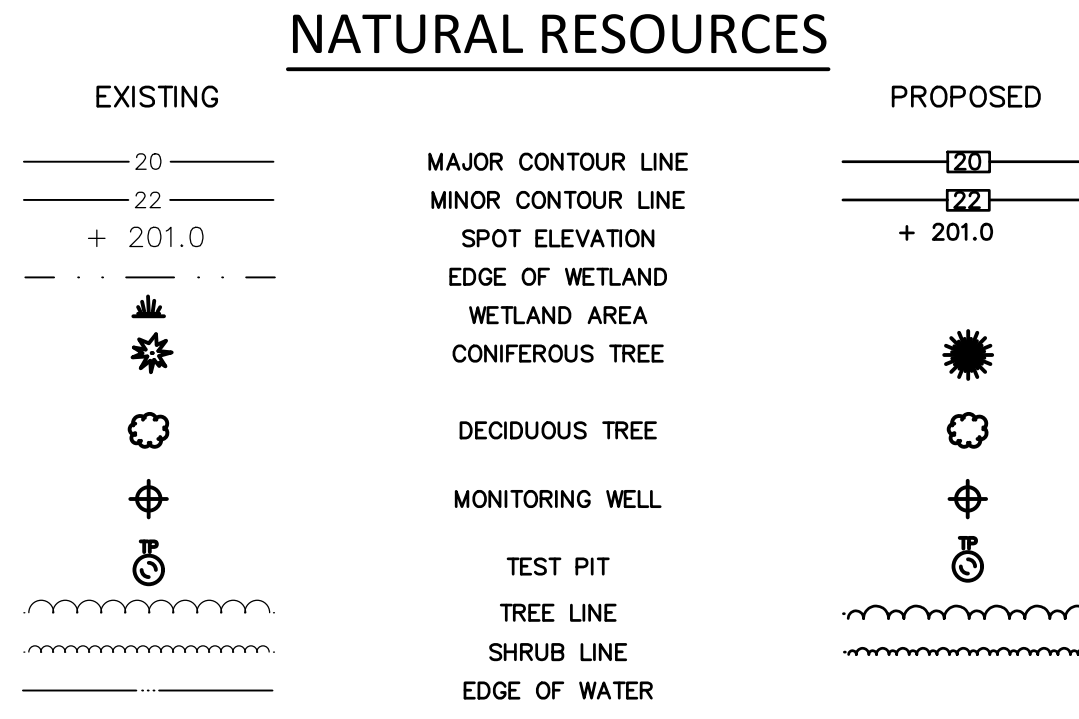 NATURAL RESOURCES
EXISTING PROPOSED
20 MAJOR CONTOUR LINE 20
22 MINOR CONTOUR LINE 22
+ 201.0 SPOT ELEVATION + 201.0
EDGE OF WETLAND
WETLAND AREA
CONIFEROUS TREE
DECIDUOUS TREE
MONITORING WELL
TP TEST PIT TP
TREE LINE
SHRUB LINE
EDGE OF WATER